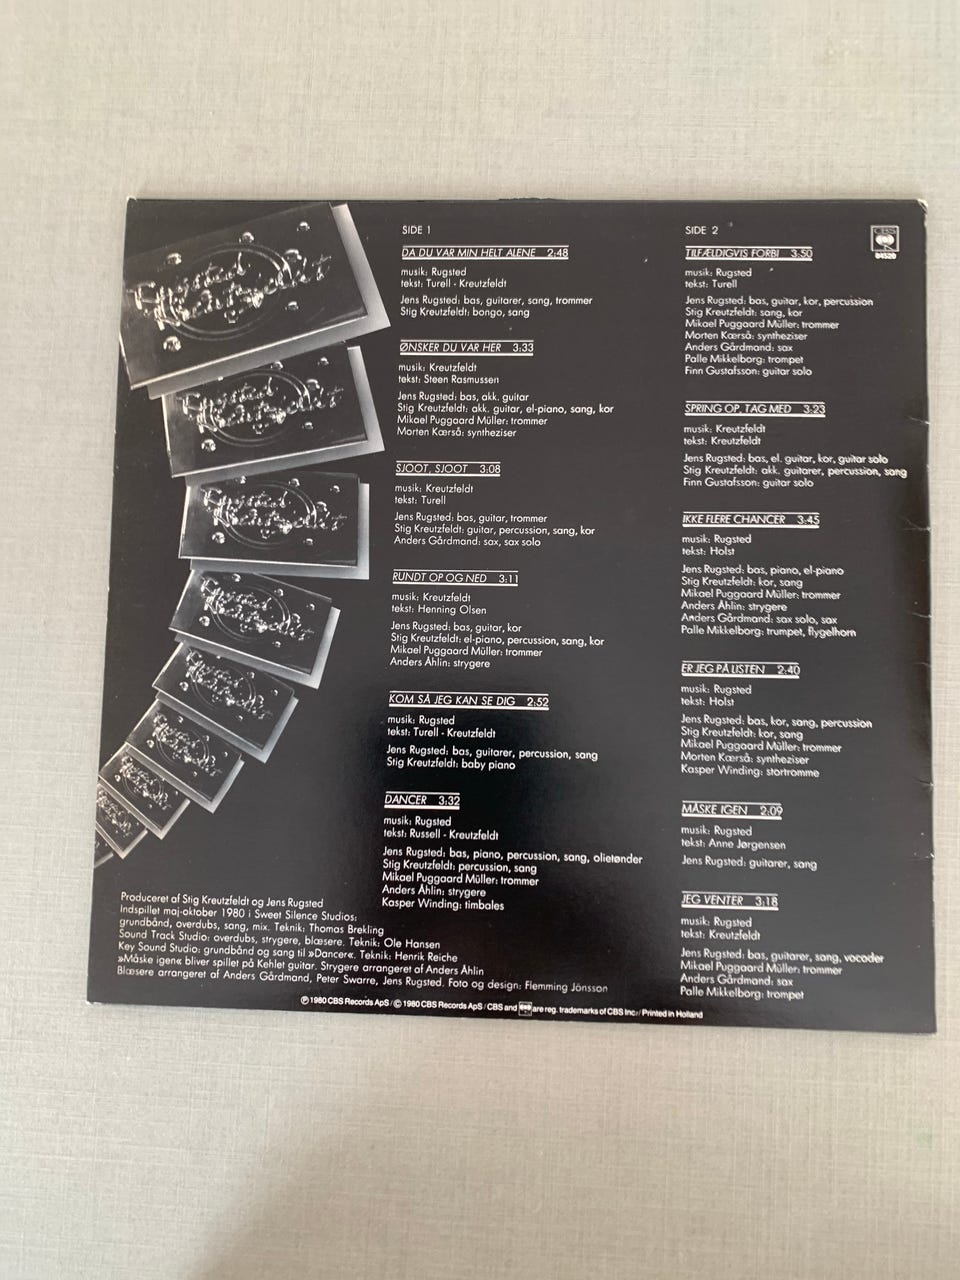 Rugsted
Kreutzfeldt
SIDE 1
DA DU VAR MIN HELT ALENE 2:48
musik: Rugsted
tekst: Turell - Kreutzfeldt
Jens Rugsted: bas, guitarer, sang, trommer
Stig Kreutzfeldt: bongo, sang
ØNSKER DU VAR HER 3:33
musik: Kreutzfeldt
tekst: Steen Rasmussen
Jens Rugsted: bas, akk. guitar
Stig Kreutzfeldt: akk. guitar, el-piano, sang, kor
Mikael Puggaard Müller: trommer
Morten Kærså: syntheziser
SJOOT, SJOOT 3:08
musik: Kreutzfeldt
tekst: Turell
Jens Rugsted: bas, guitar, trommer
Stig Kreutzfeldt: guitar, percussion, sang, kor
Anders Gårdmand: sax, sax solo
RUNDT OP OG NED 3:11
musik: Kreutzfeldt
tekst: Henning Olsen
Jens Rugsted: bas, guitar, kor
Stig Kreutzfeldt: el-piano, percussion, sang, kor
Mikael Puggaard Müller: trommer
Anders Åhlin: strygere
KOM SÅ JEG KAN SE DIG 2:52
musik: Rugsted
tekst: Turell - Kreutzfeldt
Jens Rugsted: bas, guitarer, percussion, sang
Stig Kreutzfeldt: baby piano
DANCER 3:32
musik: Rugsted
tekst: Russell - Kreutzfeldt
Jens Rugsted: bas, piano, percussion, sang, olietønder
Stig Kreutzfeldt: percussion, sang
Mikael Puggaard Müller: trommer
Anders Åhlin: strygere
Kasper Winding: timbales
SIDE 2
CBS
84520
TILFÆLDIGVIS FORBI 3:50
musik: Rugsted
tekst: Turell
Jens Rugsted: bas, guitar, kor, percussion
Stig Kreutzfeldt: sang, kor
Mikael Puggaard Müller: trommer
Morten Kærså: syntheziser
Anders Gårdmand: sax
Palle Mikkelborg: trompet
Finn Gustafsson: guitar solo
SPRING OP, TAG MED 3:23
musik: Kreutzfeldt
tekst: Kreutzfeldt
Jens Rugsted: bas, el. guitar, kor, guitar solo
Stig Kreutzfeldt: akk. guitarer, percussion, sang
Finn Gustafsson: guitar solo
IKKE FLERE CHANCER 3:45
musik: Rugsted
tekst: Holst
Jens Rugsted: bas, piano, el-piano
Stig Kreutzfeldt: kor, sang
Mikael Puggaard Müller: trommer
Anders Åhlin: strygere
Anders Gårdmand: sax solo, sax
Palle Mikkelborg: trumpet, flygelhorn
ER JEG PÅ LISTEN 2:40
musik: Rugsted
tekst: Holst
Jens Rugsted: bas, kor, sang, percussion
Stig Kreutzfeldt: kor, sang
Mikael Puggaard Müller: trommer
Morten Kærså: syntheziser
Kasper Winding: stortromme
MÅSKE IGEN 2:09
musik: Rugsted
tekst: Anne Jørgensen
Jens Rugsted: guitarer, sang
JEG VENTER 3:18
musik: Rugsted
tekst: Kreutzfeldt
Jens Rugsted: bas, guitarer, sang, vocoder
Mikael Puggaard Müller: trommer
Anders Gårdmand: sax
Palle Mikkelborg: trompet
Produceret af Stig Kreutzfeldt og Jens Rugsted
Indspillet maj-oktober 1980 i Sweet Silence Studios:
grundbånd, overdubs, sang, mix. Teknik: Thomas Brekling
Sound Track Studio: overdubs, strygere, blæsere. Teknik: Ole Hansen
Key Sound Studio: grundbånd og sang til »Dancer«. Teknik: Henrik Reiche
»Måske igen« bliver spillet på Kehlet guitar. Strygere arrangeret af Anders Åhlin
Blæsere arrangeret af Anders Gårdmand, Peter Swarre, Jens Rugsted. Foto og design: Flemming Jönsson
℗ 1980 CBS Records ApS / © 1980 CBS Records ApS / CBS and CBS are reg. trademarks of CBS Inc. / Printed in Holland